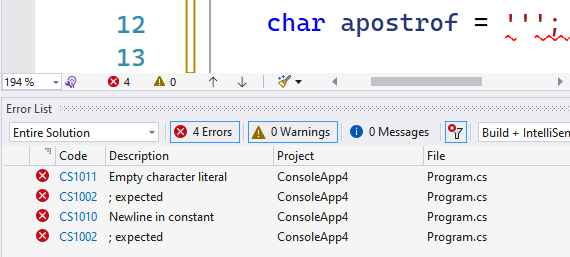 12 char apostrof = ''';
13
194 % 4 0
Error List
Entire Solution 4 Errors 0 Warnings 0 Messages Build + IntelliSen
Code Description Project File
CS1011 Empty character literal ConsoleApp4 Program.cs
CS1002 ; expected ConsoleApp4 Program.cs
CS1010 Newline in constant ConsoleApp4 Program.cs
CS1002 ; expected ConsoleApp4 Program.cs